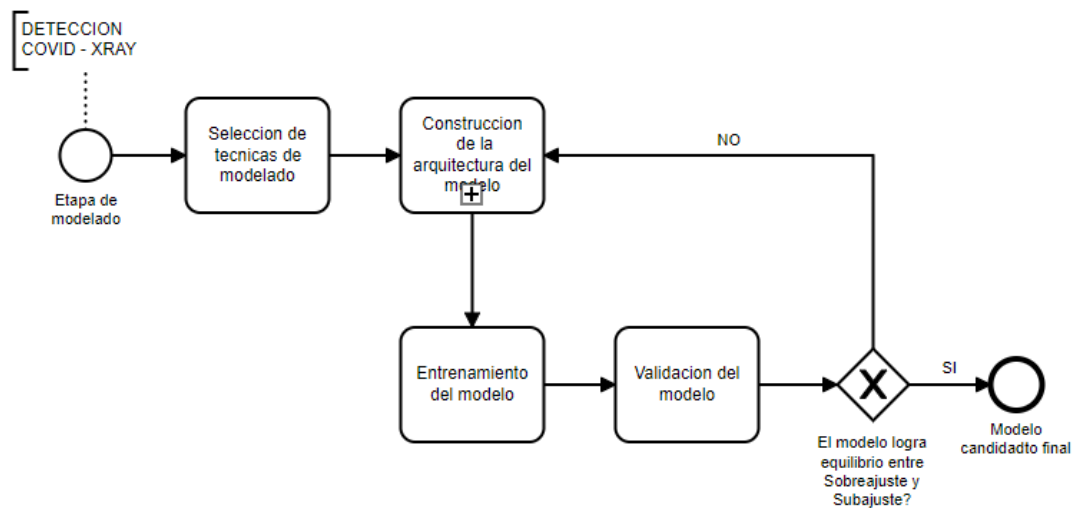 DETECCION
COVID - XRAY
Etapa de
modelado
Seleccion de
tecnicas de
modelado
Construccion
de la
arquitectura del
modelo
NO
Entrenamiento
del modelo
Validacion del
modelo
X
El modelo logra
equilibrio entre
Sobreajuste y
Subajuste?
SI
Modelo
candidadto final